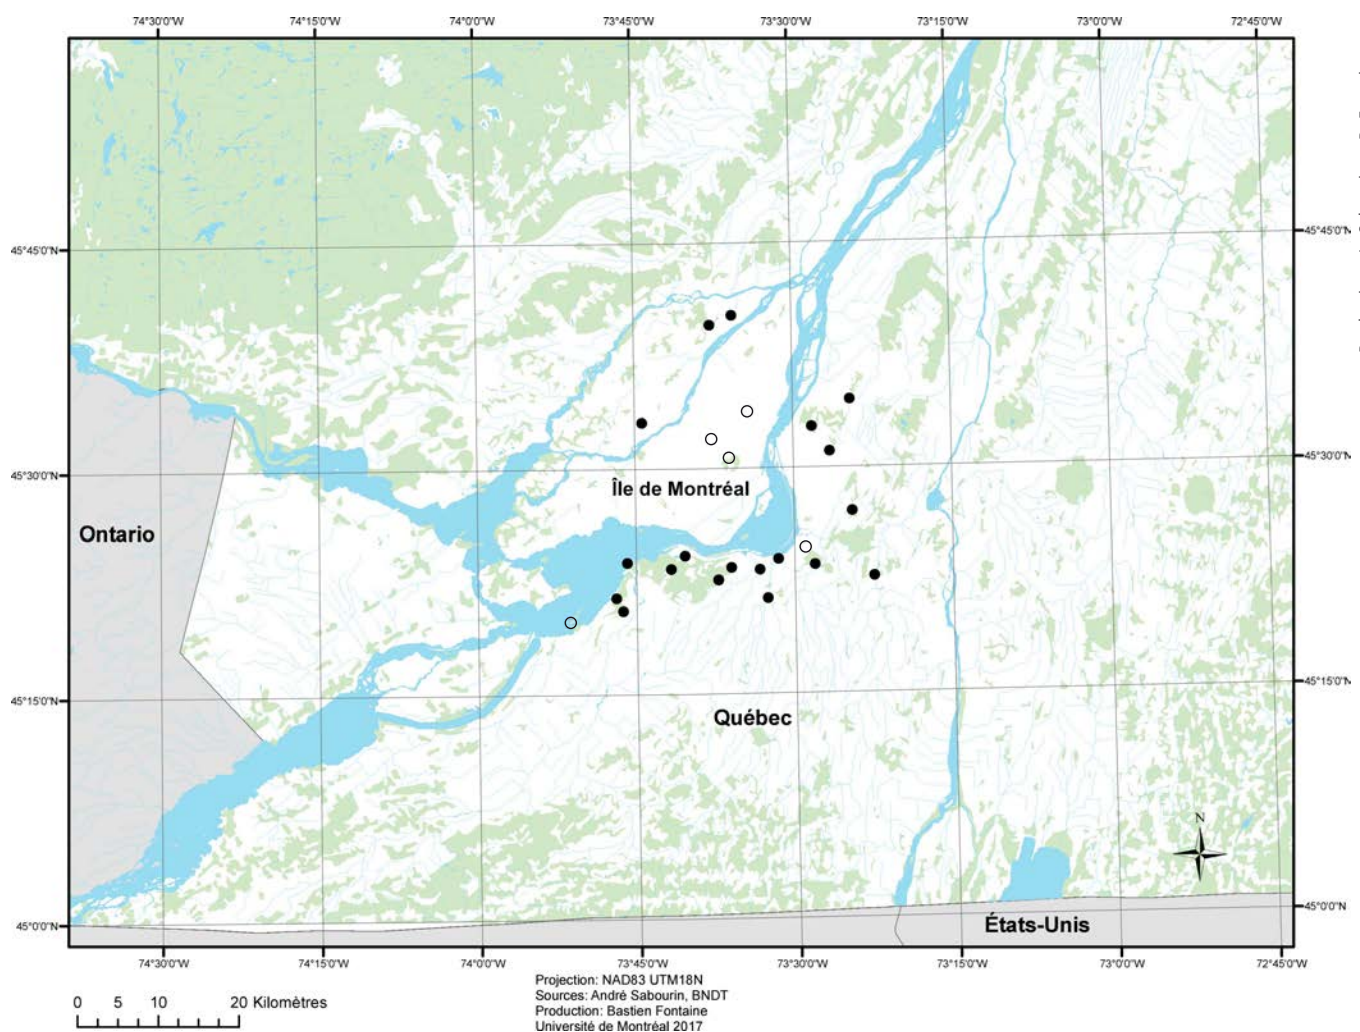 74°30'0"W 74°15'0"W 74°0'0"W 73°45'0"W 73°30'0"W 73°15'0"W 73°0'0"W 72°45'0"W
45°45'0"N 45°45'0"N
45°30'0"N 45°30'0"N
Île de Montréal
Ontario
45°15'0"N 45°15'0"N
Québec
N
45°0'0"N 45°0'0"N
États-Unis
74°30'0"W 74°15'0"W 74°0'0"W 73°45'0"W 73°30'0"W 73°15'0"W 73°0'0"W 72°45'0"W
0 5 10 20 Kilomètres
Projection: NAD83 UTM18N
Sources: André Sabourin, BNDT
Production: Bastien Fontaine
Université de Montréal 2017